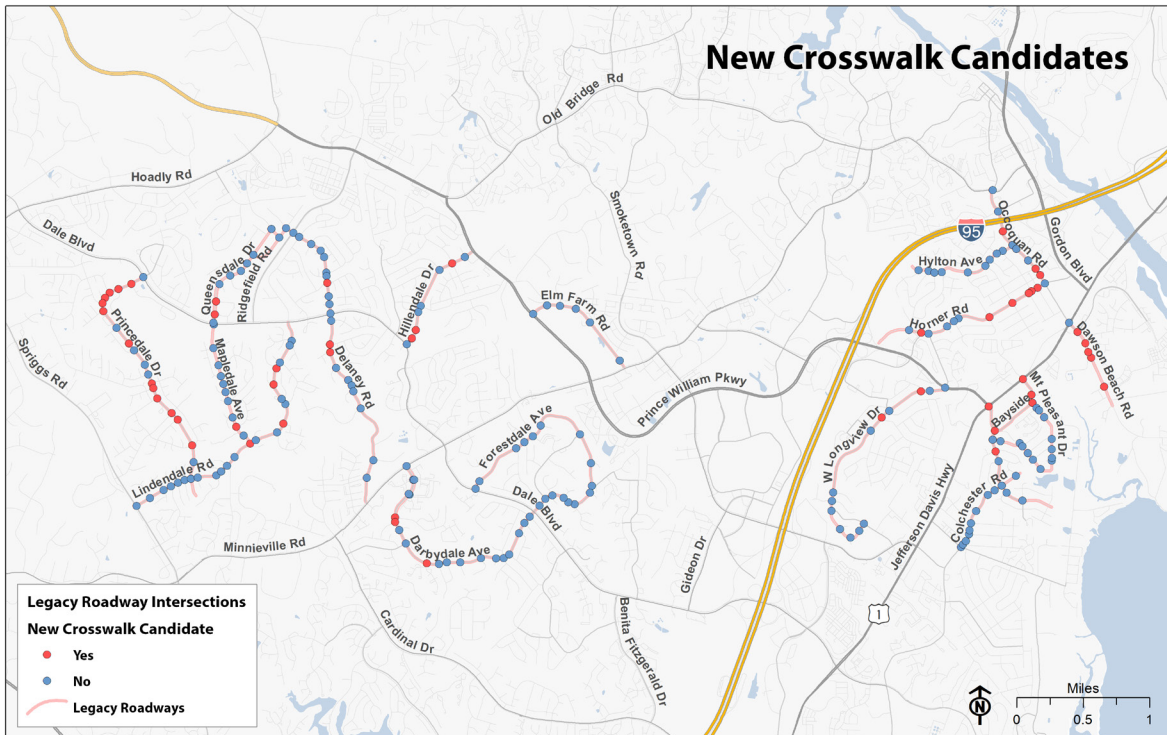 New Crosswalk Candidates
Old Bridge Rd
Hoadly Rd
Dale Blvd
Smoketown Rd
Occoquan Rd
Gordon Blvd
95
Queensdale Dr
Ridgefield Rd
Hylton Ave
Hillendale Dr
Elm Farm Rd
Horner Rd
Princedale Dr
Spriggs Rd
Mapledale Ave
Delaney Rd
Prince William Pkwy
Dawson Beach Rd
Mt Pleasant Dr
Bayside
W Longview Dr
Forestdale Ave
Lindendale Rd
Dale Blvd
Colchester Rd
Jefferson Davis Hwy
Minnieville Rd
Darbydale Ave
Gideon Dr
Benita Fitzgerald Dr
Cardinal Dr
1
Legacy Roadway Intersections
New Crosswalk Candidate
Yes
No
Legacy Roadways
N
Miles
0 0.5 1